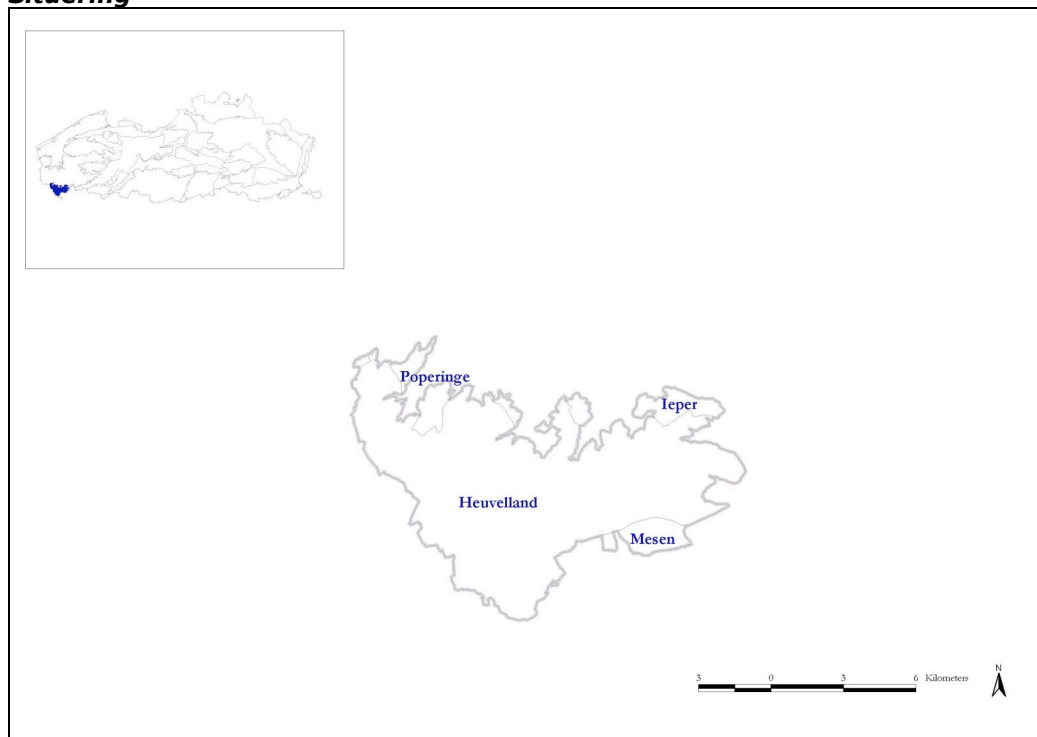 Situering
Poperinge
Ieper
Heuvelland
Mesen
3 0 3 6 Kilometers
N